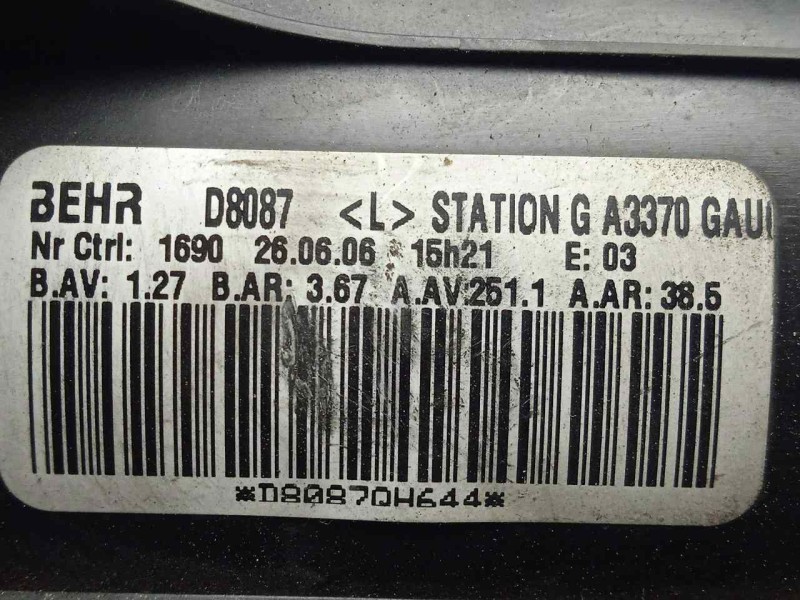 BEHR D8087 <L> STATION G A3370 GAU
Nr Ctrl: 1690 26.06.06 15h21 E: 03
B.AV: 1.27 B.AR: 3.67 A.AV:251.1 A.AR: 38.5
*D80870H644*